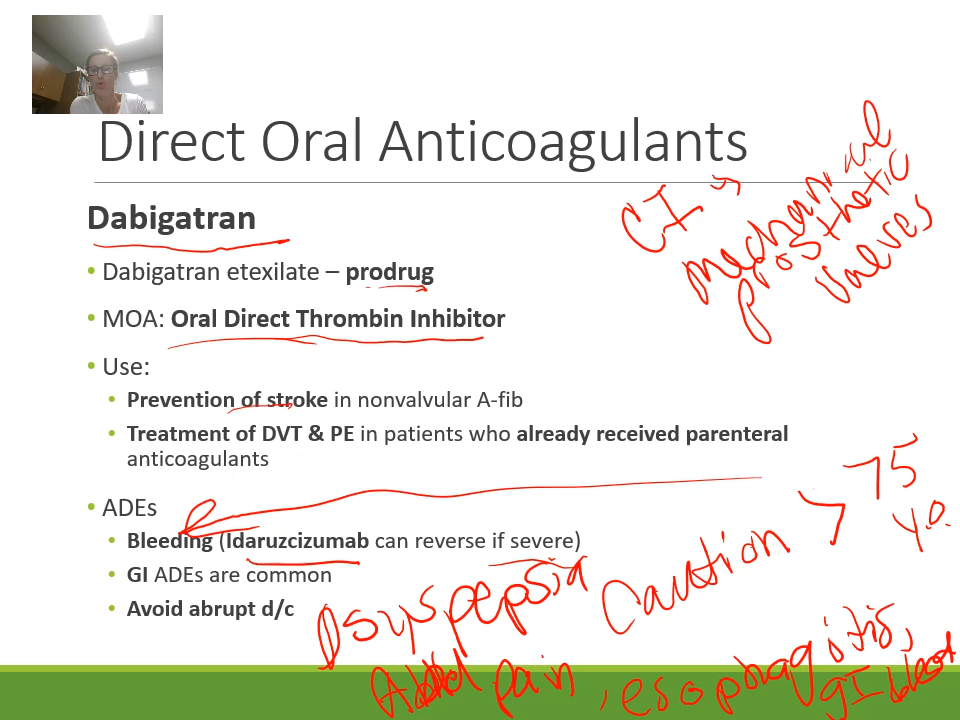 Direct Oral Anticoagulants
CI →
mechanical
prosthetic
valves
Dabigatran
• Dabigatran etexilate – prodrug
• MOA: Oral Direct Thrombin Inhibitor
• Use:
• Prevention of stroke in nonvalvular A-fib
• Treatment of DVT & PE in patients who already received parenteral
anticoagulants
• ADEs
• Bleeding (Idaruzcizumab can reverse if severe)
• GI ADEs are common
• Avoid abrupt d/c
Caution > 75
y.o.
pain, esophagitis,
GI